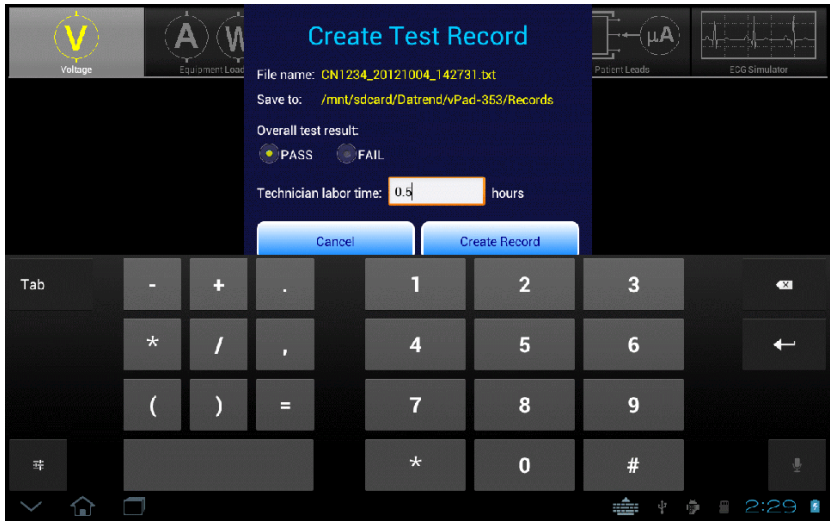 V
A
W
µA
Voltage
Equipment Load
Patient Leads
ECG Simulator
Create Test Record
File name: CN1234_20121004_142731.txt
Save to: /mnt/sdcard/Datrend/vPad-353/Records
Overall test result:
PASS FAIL
Technician labor time: 0.5 hours
Cancel Create Record
Tab - + . 1 2 3
* / , 4 5 6
( ) = 7 8 9
* 0 #
2:29